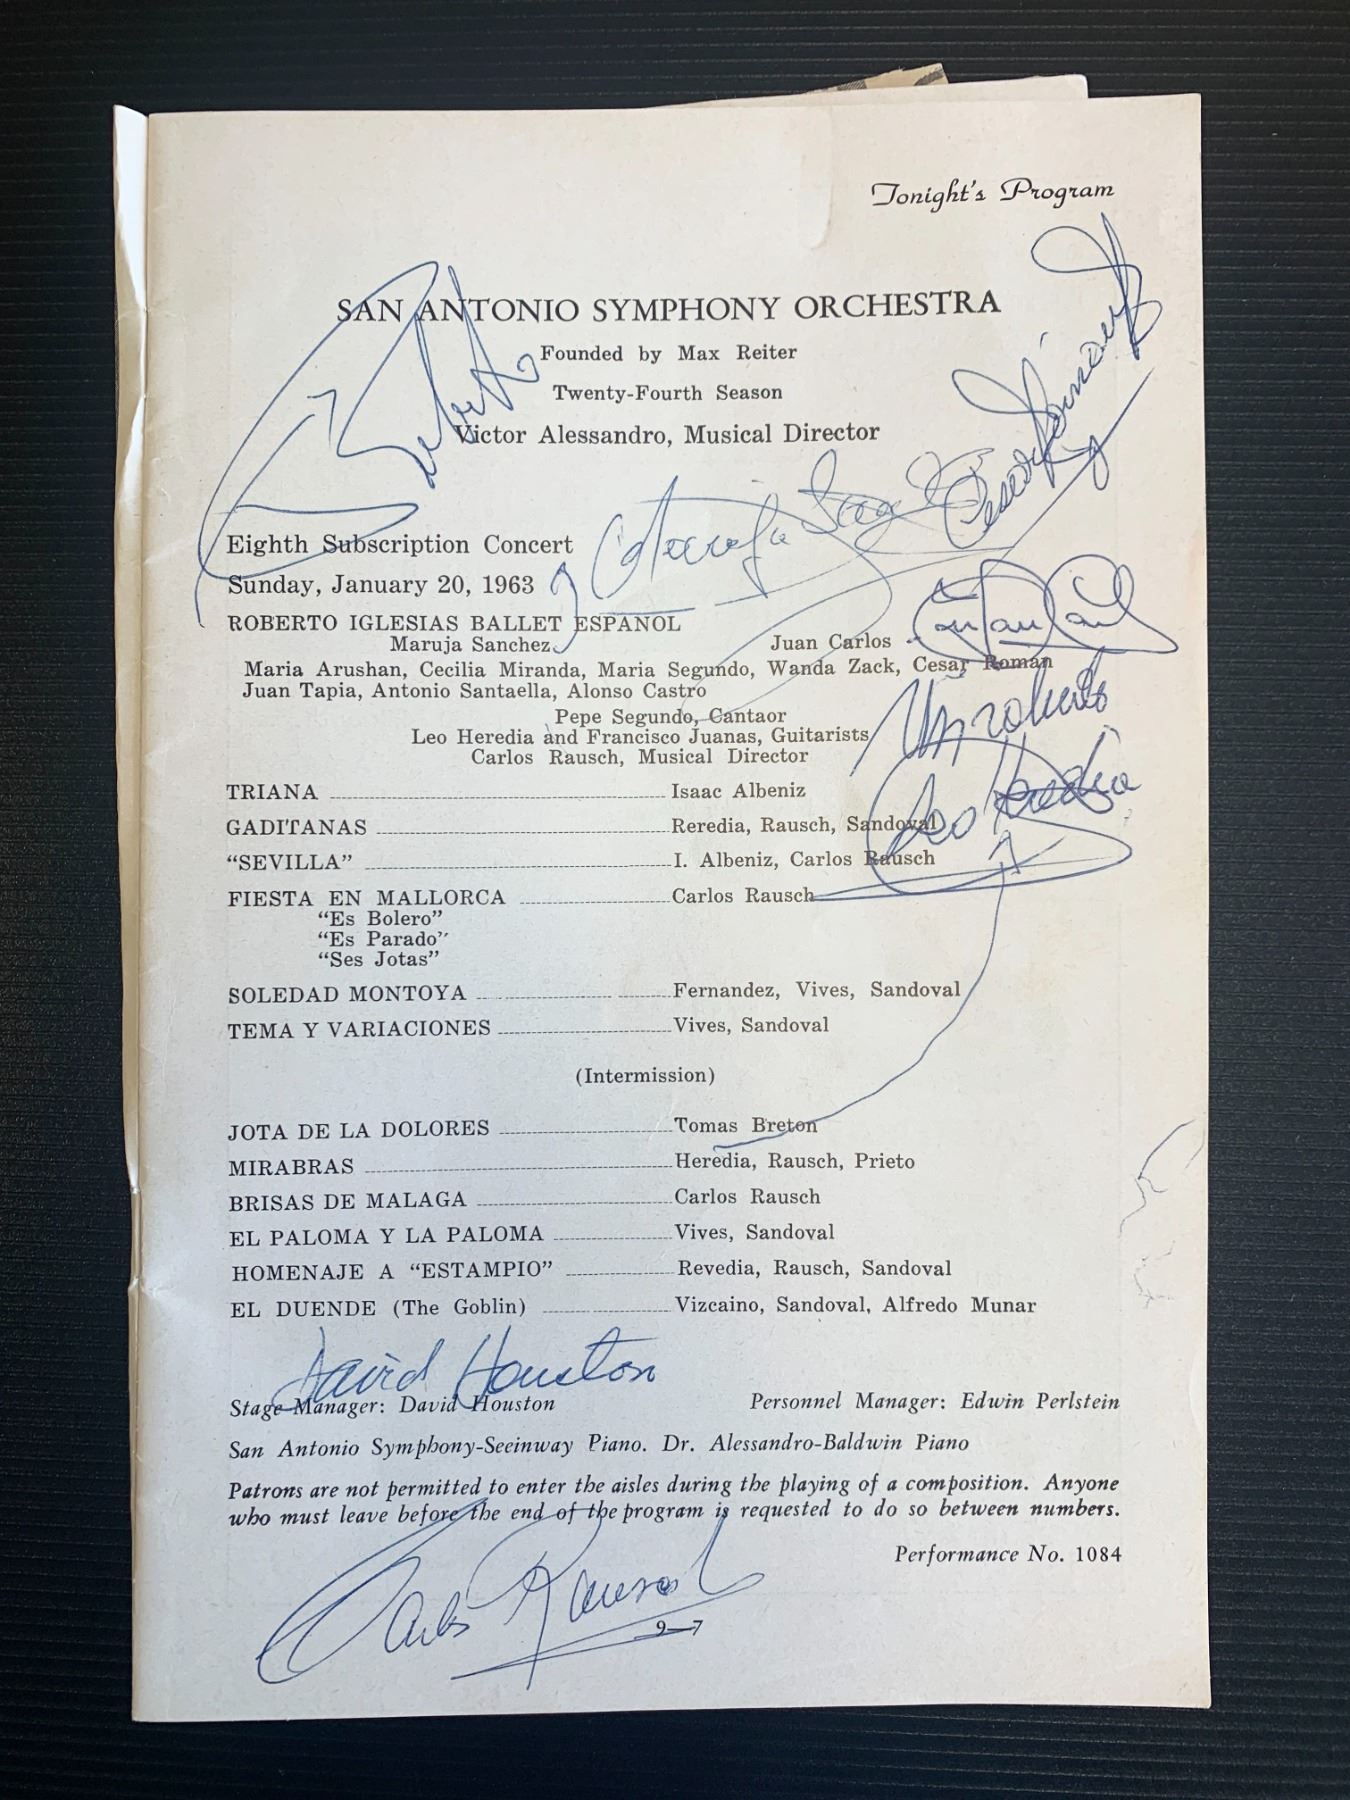 Tonight's Program
SAN ANTONIO SYMPHONY ORCHESTRA
Founded by Max Reiter
Twenty-Fourth Season
Victor Alessandro, Musical Director
Eighth Subscription Concert
Sunday, January 20, 1963
ROBERTO IGLESIAS BALLET ESPANOL
Maruja Sanchez Juan Carlos
Maria Arushan, Cecilia Miranda, Maria Segundo, Wanda Zack, Cesar Roman
Juan Tapia, Antonio Santaella, Alonso Castro
Pepe Segundo, Cantaor
Leo Heredia and Francisco Juanas, Guitarists
Leo Heredia
Carlos Rausch, Musical Director
TRIANA Isaac Albeniz
GADITANAS Reredia, Rausch, Sandoval
"SEVILLA" I. Albeniz, Carlos Rausch
FIESTA EN MALLORCA Carlos Rausch
"Es Bolero"
"Es Parado"
"Ses Jotas"
SOLEDAD MONTOYA Fernandez, Vives, Sandoval
TEMA Y VARIACIONES Vives, Sandoval
(Intermission)
JOTA DE LA DOLORES Tomas Breton
MIRABRAS Heredia, Rausch, Prieto
BRISAS DE MALAGA Carlos Rausch
EL PALOMA Y LA PALOMA Vives, Sandoval
HOMENAJE A "ESTAMPIO" Revedia, Rausch, Sandoval
EL DUENDE (The Goblin) Vizcaino, Sandoval, Alfredo Munar
David Houston
Stage Manager: David Houston Personnel Manager: Edwin Perlstein
San Antonio Symphony-Seeinway Piano. Dr. Alessandro-Baldwin Piano
Patrons are not permitted to enter the aisles during the playing of a composition. Anyone
who must leave before the end of the program is requested to do so between numbers.
Performance No. 1084
Carlos Rausch
9—7